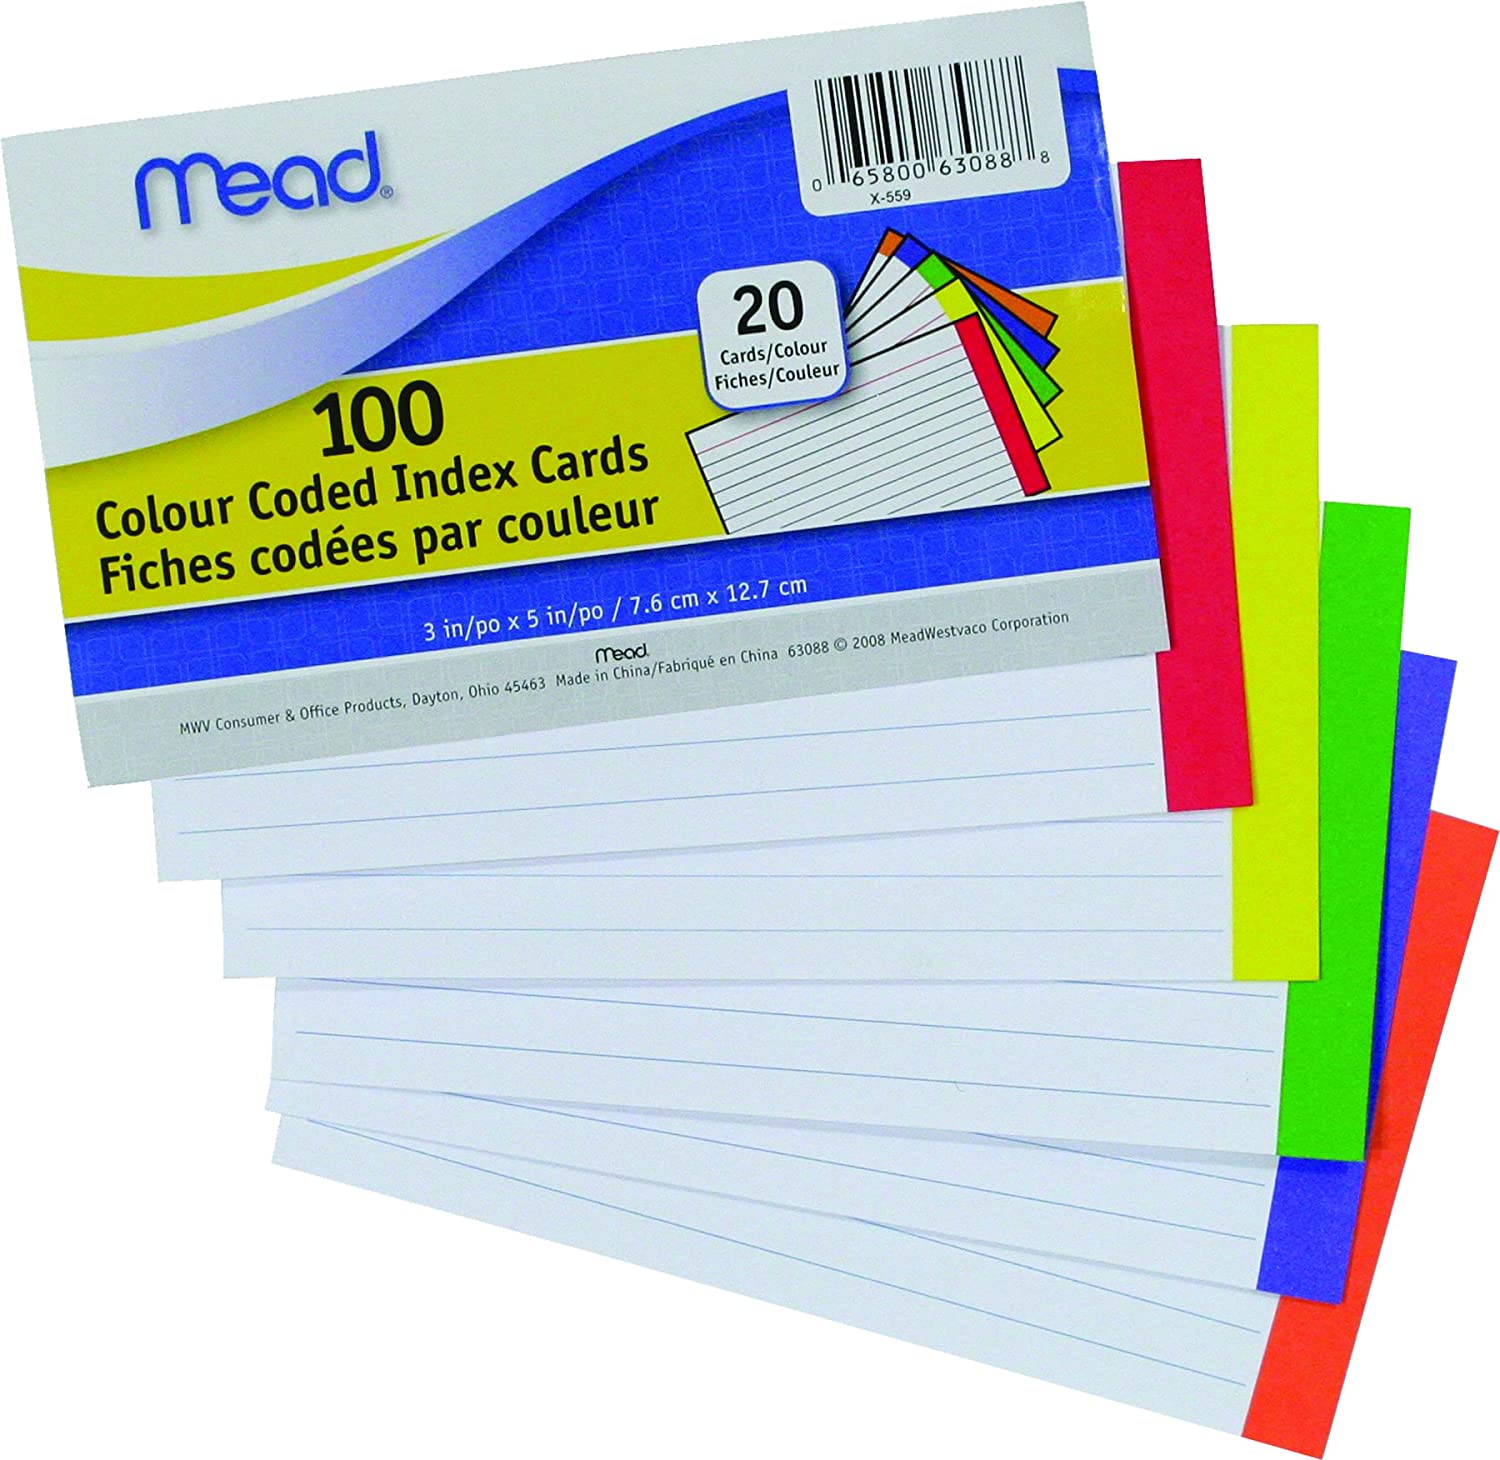 mead®
0 65800 63088 8
X-559
20
Cards/Colour
Fiches/Couleur
100
Colour Coded Index Cards
Fiches codées par couleur
3 in/po x 5 in/po / 7.6 cm x 12.7 cm
mead
MWV Consumer & Office Products, Dayton, Ohio 45463 Made in China/Fabriqué en China 63088 © 2008 MeadWestvaco Corporation